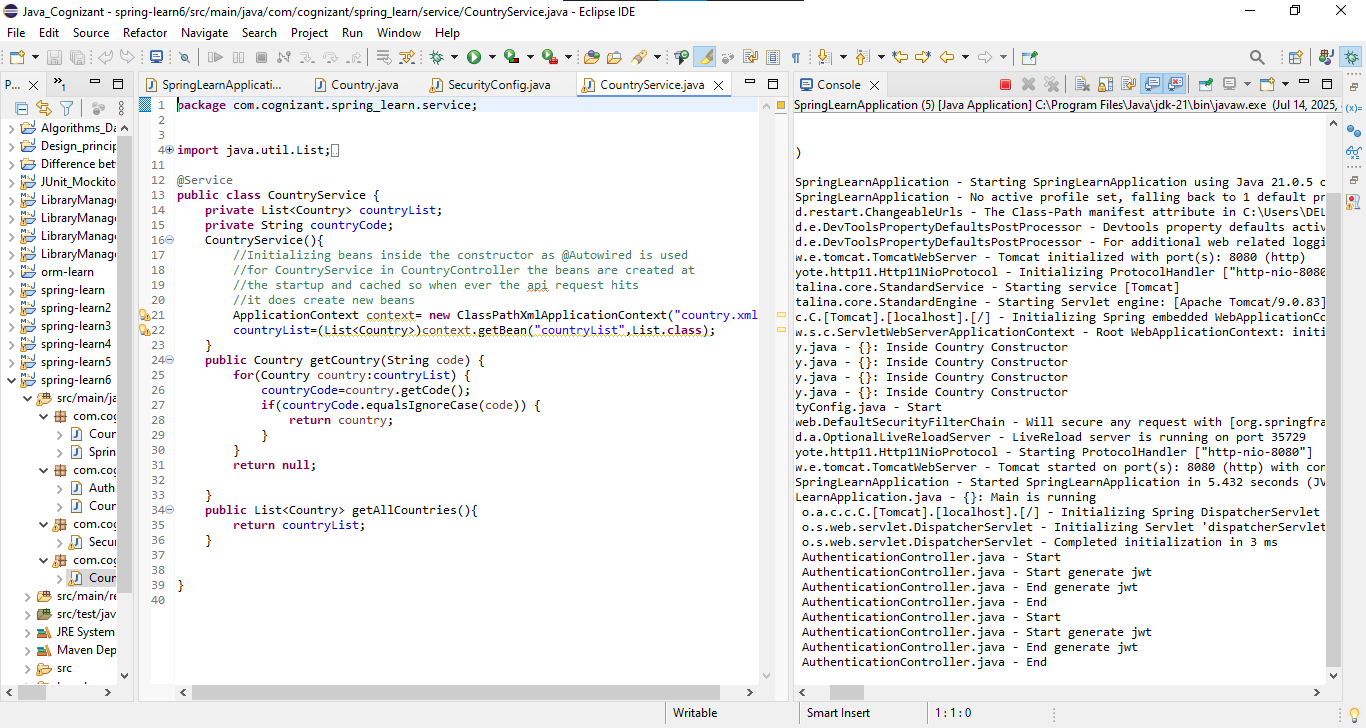 Java_Cognizant - spring-learn6/src/main/java/com/cognizant/spring_learn/service/CountryService.java - Eclipse IDE
File Edit Source Refactor Navigate Search Project Run Window Help
P...
SpringLearnApplicati...
Country.java
SecurityConfig.java
CountryService.java
Console
Algorithms_Da
Design_princip
Difference bet
JUnit_Mockito
LibraryManage
LibraryManage
LibraryManage
LibraryManage
orm-learn
spring-learn
spring-learn2
spring-learn3
spring-learn4
spring-learn5
spring-learn6
src/main/ja
com.cog
Coun
Sprin
com.cog
Auth
Coun
com.cog
Secu
com.cog
Coun
src/main/re
src/test/jav
JRE System
Maven Dep
src
1 package com.cognizant.spring_learn.service;
2
3
4 import java.util.List;
11
12 @Service
13 public class CountryService {
14 private List<Country> countryList;
15 private String countryCode;
16 CountryService(){
17 //Initializing beans inside the constructor as @Autowired is used
18 //for CountryService in CountryController the beans are created at
19 //the startup and cached so when ever the api request hits
20 //it does create new beans
21 ApplicationContext context= new ClassPathXmlApplicationContext("country.xml
22 countryList=(List<Country>)context.getBean("countryList",List.class);
23 }
24 public Country getCountry(String code) {
25 for(Country country:countryList) {
26 countryCode=country.getCode();
27 if(countryCode.equalsIgnoreCase(code)) {
28 return country;
29 }
30 }
31 return null;
32
33 }
34 public List<Country> getAllCountries(){
35 return countryList;
36 }
37
38
39 }
40
SpringLearnApplication (5) [Java Application] C:\Program Files\Java\jdk-21\bin\javaw.exe (Jul 14, 2025,
)
SpringLearnApplication - Starting SpringLearnApplication using Java 21.0.5 o
SpringLearnApplication - No active profile set, falling back to 1 default pr
d.restart.ChangeableUrls - The Class-Path manifest attribute in C:\Users\DEL
d.e.DevToolsPropertyDefaultsPostProcessor - Devtools property defaults activ
d.e.DevToolsPropertyDefaultsPostProcessor - For additional web related loggi
w.e.tomcat.TomcatWebServer - Tomcat initialized with port(s): 8080 (http)
yote.http11.Http11NioProtocol - Initializing ProtocolHandler ["http-nio-8080
talina.core.StandardService - Starting service [Tomcat]
talina.core.StandardEngine - Starting Servlet engine: [Apache Tomcat/9.0.83]
c.C.[Tomcat].[localhost].[/] - Initializing Spring embedded WebApplicationCo
w.s.c.ServletWebServerApplicationContext - Root WebApplicationContext: initi
y.java - {}: Inside Country Constructor
y.java - {}: Inside Country Constructor
y.java - {}: Inside Country Constructor
y.java - {}: Inside Country Constructor
tyConfig.java - Start
web.DefaultSecurityFilterChain - Will secure any request with [org.springfra
d.a.OptionalLiveReloadServer - LiveReload server is running on port 35729
yote.http11.Http11NioProtocol - Starting ProtocolHandler ["http-nio-8080"]
w.e.tomcat.TomcatWebServer - Tomcat started on port(s): 8080 (http) with con
SpringLearnApplication - Started SpringLearnApplication in 5.432 seconds (JV
LearnApplication.java - {}: Main is running
o.a.c.c.C.[Tomcat].[localhost].[/] - Initializing Spring DispatcherServlet
o.s.web.servlet.DispatcherServlet - Initializing Servlet 'dispatcherServlet
o.s.web.servlet.DispatcherServlet - Completed initialization in 3 ms
AuthenticationController.java - Start
AuthenticationController.java - Start generate jwt
AuthenticationController.java - End generate jwt
AuthenticationController.java - End
AuthenticationController.java - Start
AuthenticationController.java - Start generate jwt
AuthenticationController.java - End generate jwt
AuthenticationController.java - End
Writable
Smart Insert
1 : 1 : 0